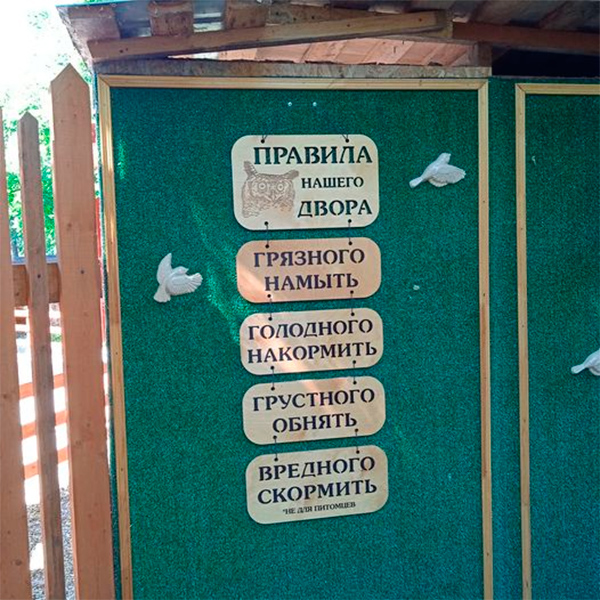 ПРАВИЛА
НАШЕГО
ДВОРА
ГРЯЗНОГО
НАМЫТЬ
ГОЛОДНОГО
НАКОРМИТЬ
ГРУСТНОГО
ОБНЯТЬ
ВРЕДНОГО
СКОРМИТЬ
*НЕ ДЛЯ ПИТОМЦЕВ